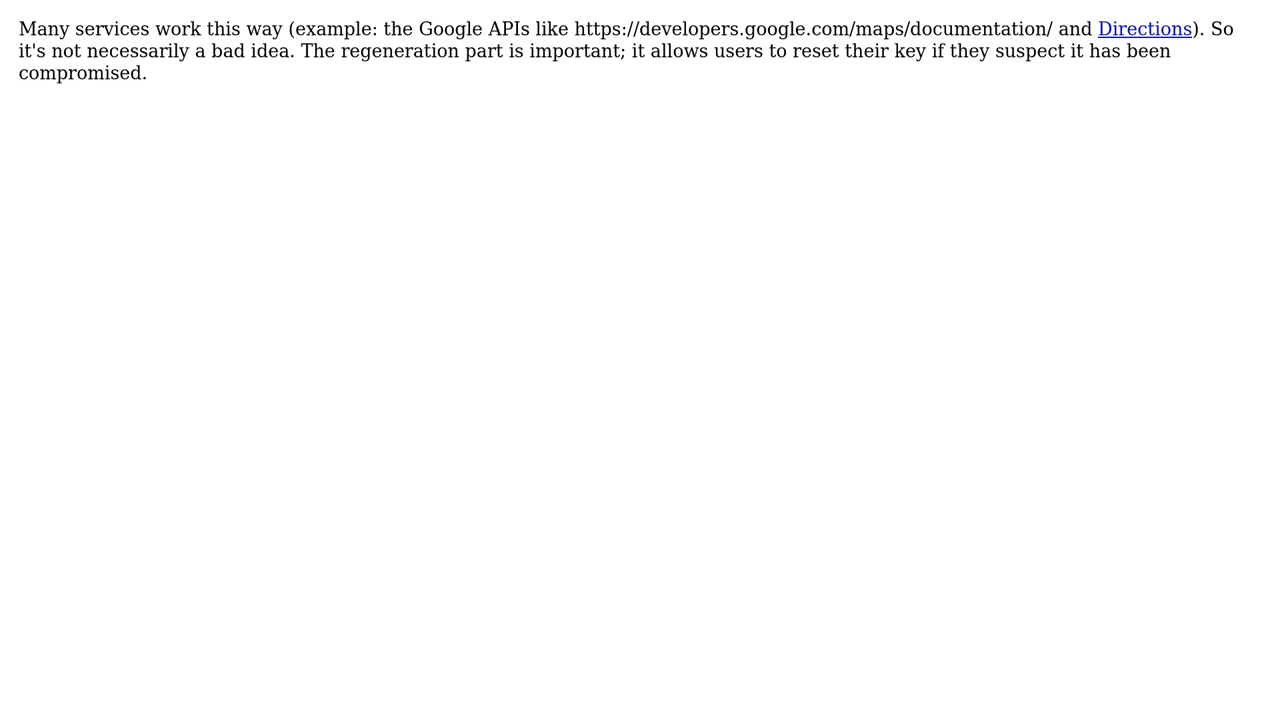 Many services work this way (example: the Google APIs like https://developers.google.com/maps/documentation/ and Directions). So
it's not necessarily a bad idea. The regeneration part is important; it allows users to reset their key if they suspect it has been
compromised.